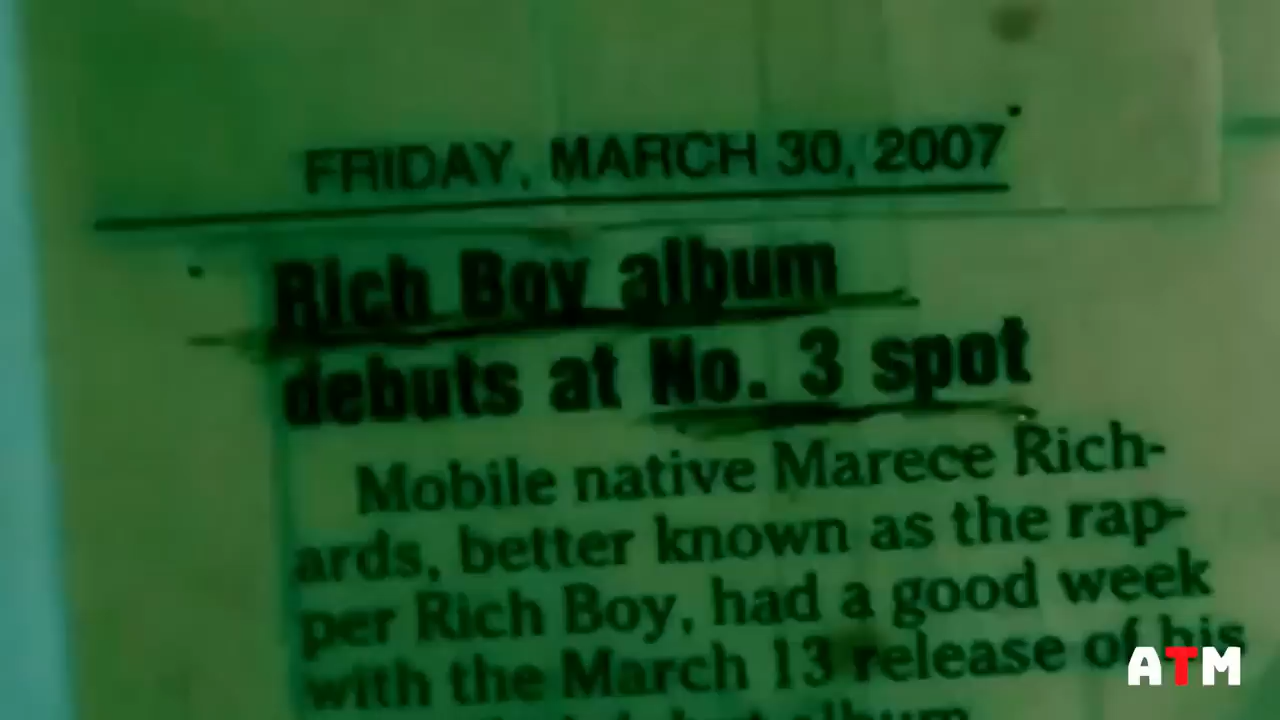 FRIDAY, MARCH 30, 2007
Rich Boy album
debuts at No. 3 spot
Mobile native Marece Rich-
ards, better known as the rap-
per Rich Boy, had a good week
with the March 13 release of his
album
ATM